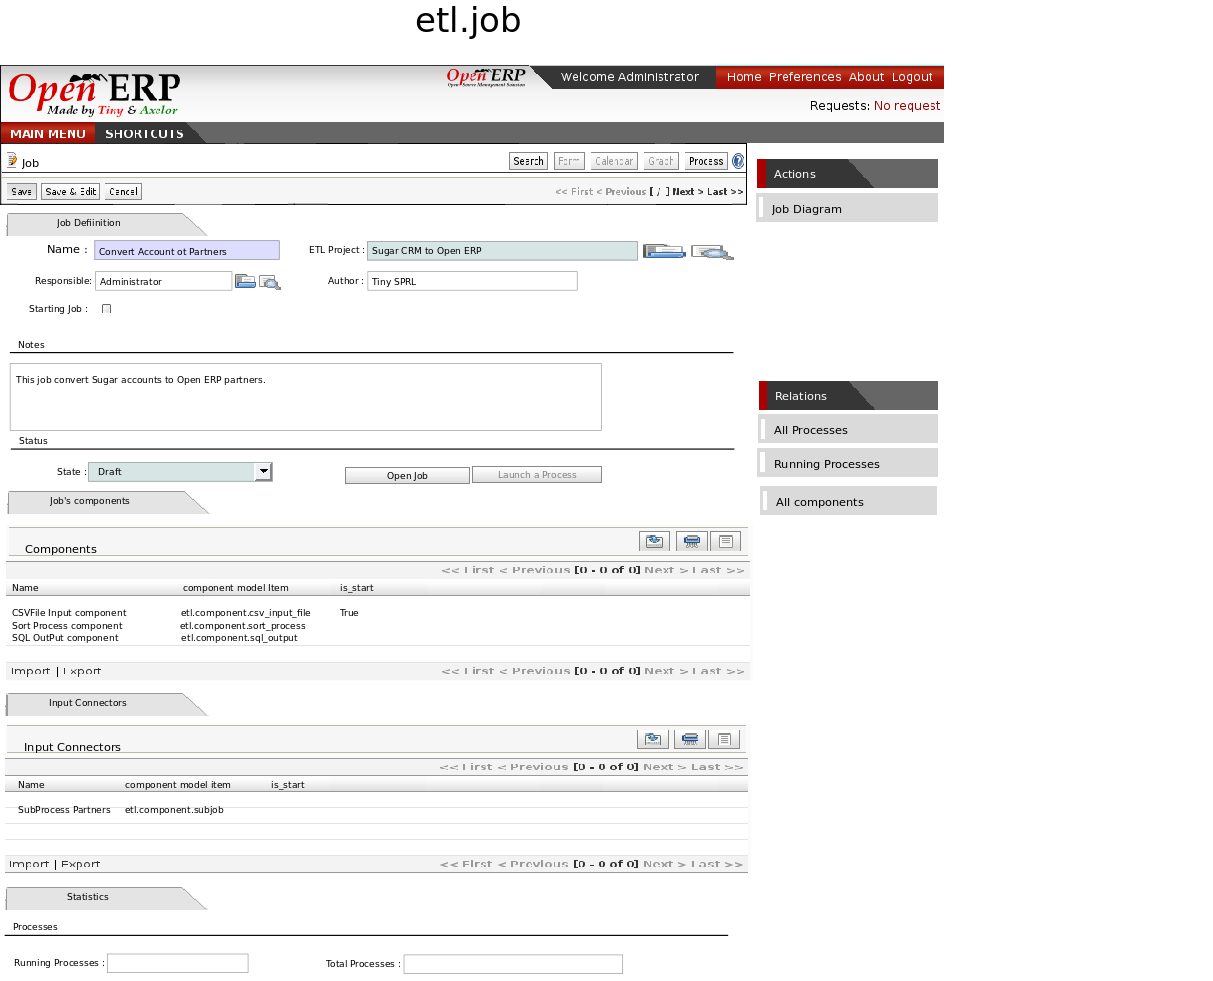 etl.job
Open ERP
Made by Tiny & Axelor
Open ERP
Open Source Management Solution
Welcome Administrator
Home Preferences About Logout
Requests: No request
MAIN MENU SHORTCUTS
Job
Search Form Calendar Graph Process
Save Save & Edit Cancel
<< First < Previous [ / ] Next > Last >>
Actions
Job Diagram
Job Defiinition
Name : Convert Account ot Partners
ETL Project : Sugar CRM to Open ERP
Responsible: Administrator
Author : Tiny SPRL
Starting Job :
Notes
This job convert Sugar accounts to Open ERP partners.
Status
State : Draft
Open Job Launch a Process
Relations
All Processes
Running Processes
All components
Job's components
Components
<< First < Previous [0 - 0 of 0] Next > Last >>
Name component model Item is_start
CSVFile Input component etl.component.csv_input_file True
Sort Process component etl.component.sort_process
SQL OutPut component etl.component.sql_output
Import | Export << First < Previous [0 - 0 of 0] Next > Last >>
Input Connectors
Input Connectors
<< First < Previous [0 - 0 of 0] Next > Last >>
Name component model item is_start
SubProcess Partners etl.component.subjob
Import | Export << First < Previous [0 - 0 of 0] Next > Last >>
Statistics
Processes
Running Processes :
Total Processes :